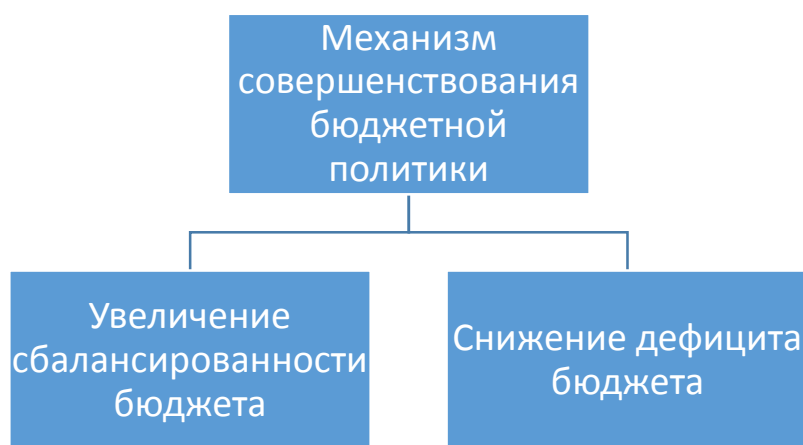 Механизм
совершенствования
бюджетной
политики
Увеличение
сбалансированности
бюджета
Снижение дефицита
бюджета